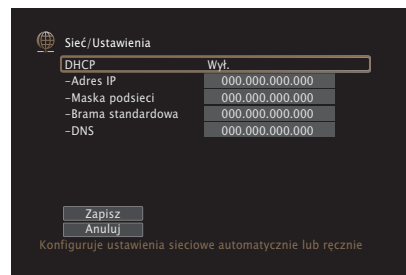 Sieć/Ustawienia
DHCP Wył.
-Adres IP 000.000.000.000
-Maska podsieci 000.000.000.000
-Brama standardowa 000.000.000.000
-DNS 000.000.000.000
Zapisz
Anuluj
Konfiguruje ustawienia sieciowe automatycznie lub ręcznie